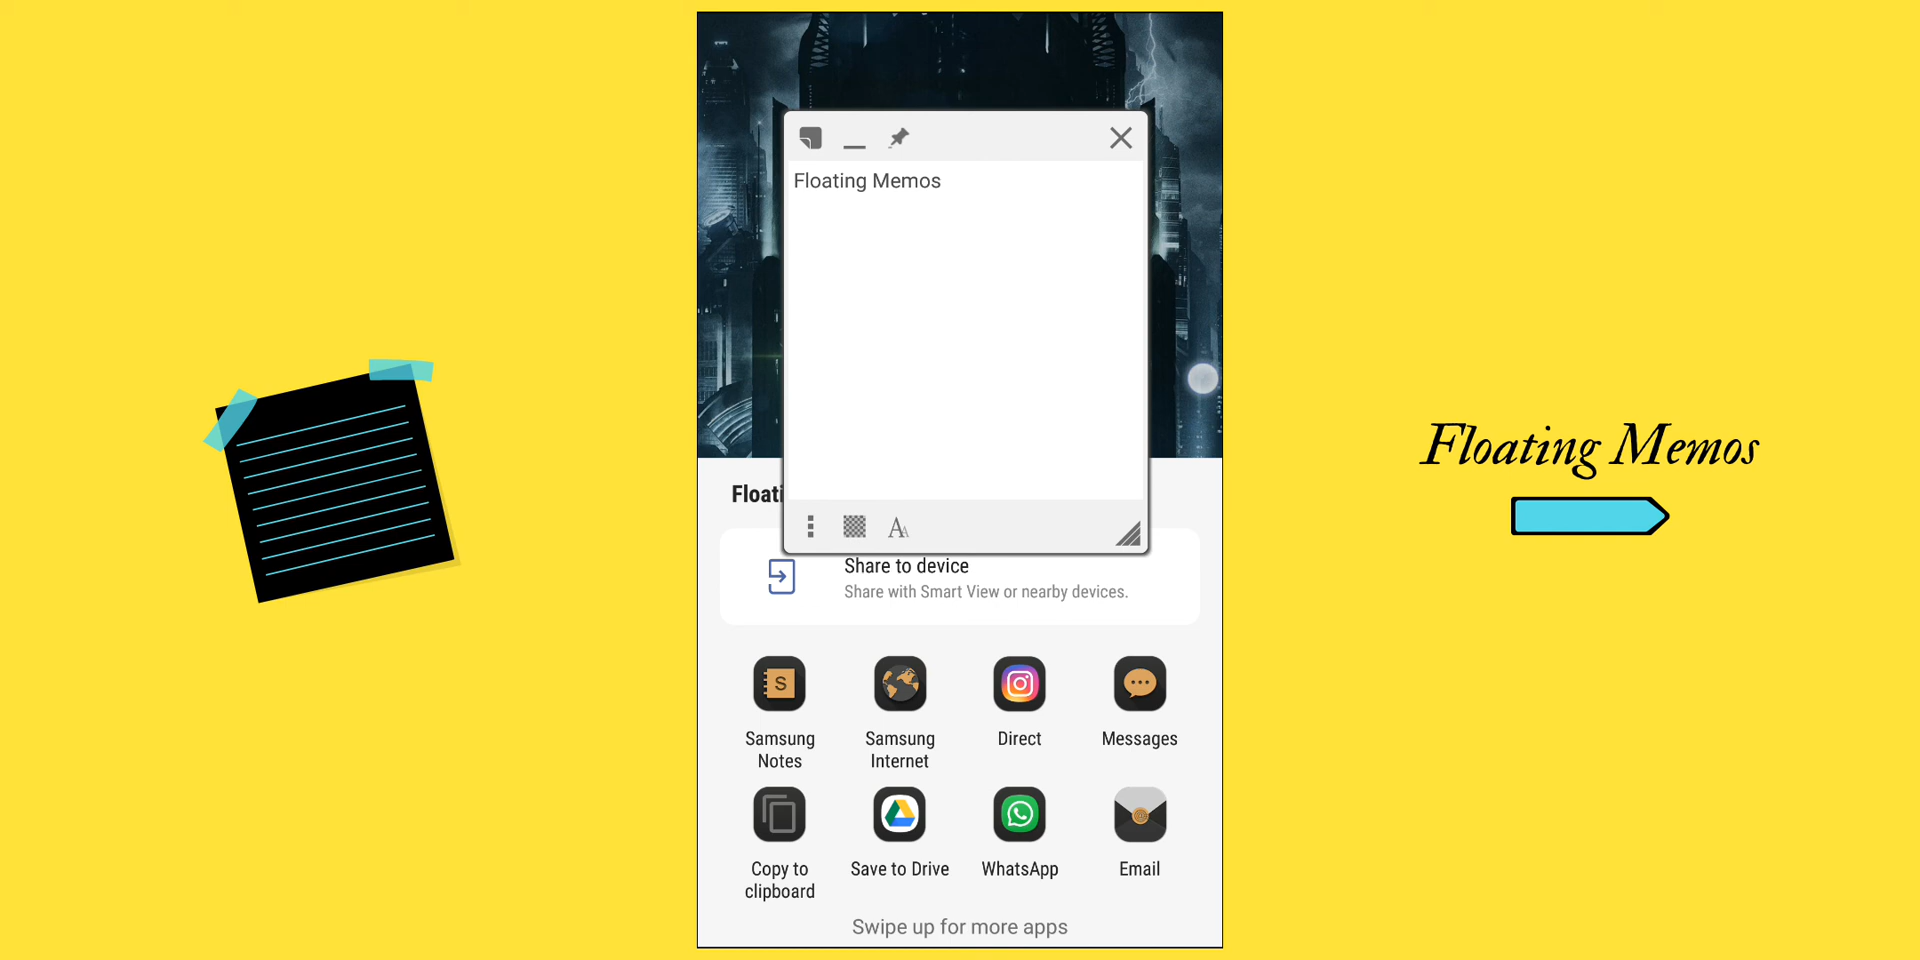 Floating Memos
Floati
Share to device
Share with Smart View or nearby devices.
S
Samsung
Notes
Samsung
Internet
Direct
Messages
Copy to
clipboard
Save to Drive
WhatsApp
Email
Swipe up for more apps
Floating Memos